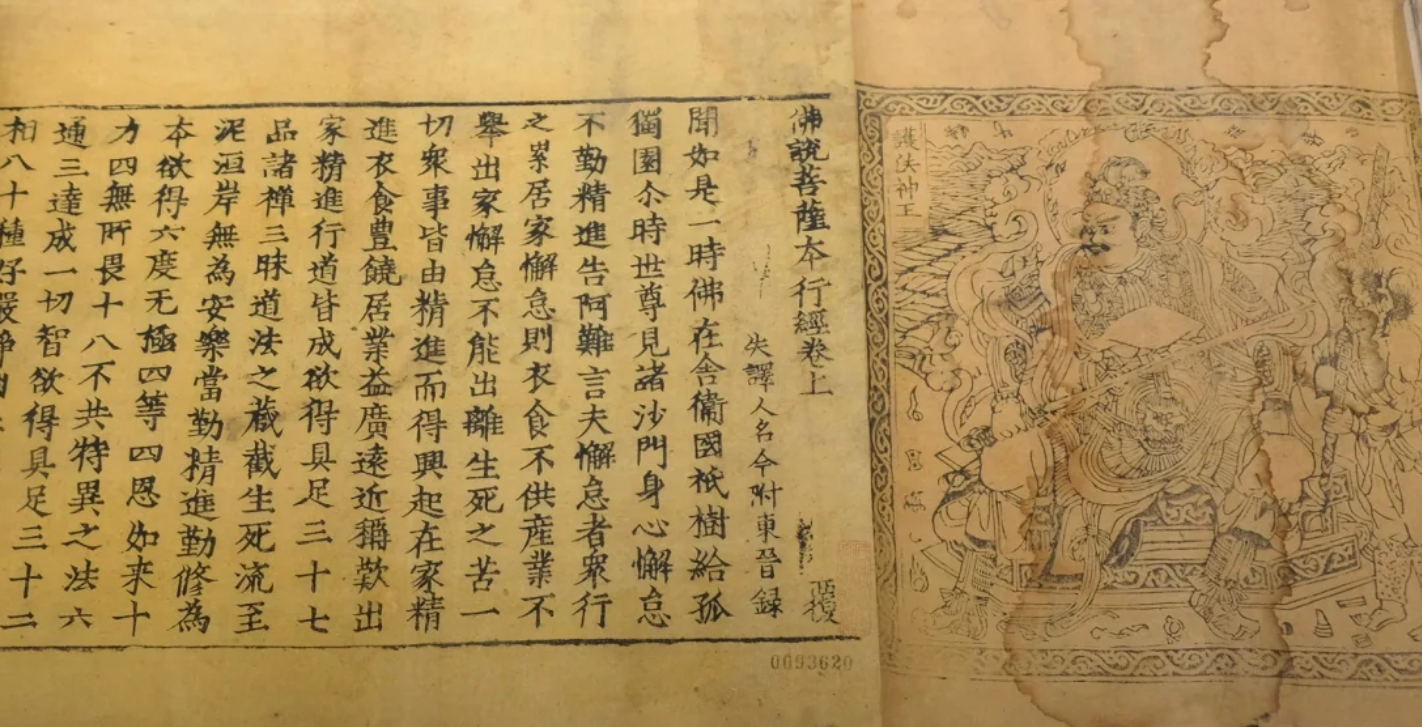 護法神王
佛說菩薩本行經卷上
失譯人名今附東晉録
聞如是一時佛在舍衞國祇樹給孤
獨園尒時世尊見諸沙門身心懈怠
不勤精進告阿難言夫懈怠者衆行
之累居家懈怠則衣食不供産業不
舉出家懈怠不能出離生死之苦一
切衆事皆由精進而得興起在家精
進衣食豊饒居業益廣遠近稱歎出
家精進行道皆成欲得具足三十七
品諸禪三昧道法之蔵截生死流至
泥洹岸無為安樂當勤精進勤修為
本欲得六度无極四等四恩如来十
力四無所畏十八不共特異之法六
通三達成一切智欲得具足三十二
相八十種好嚴淨
0093620